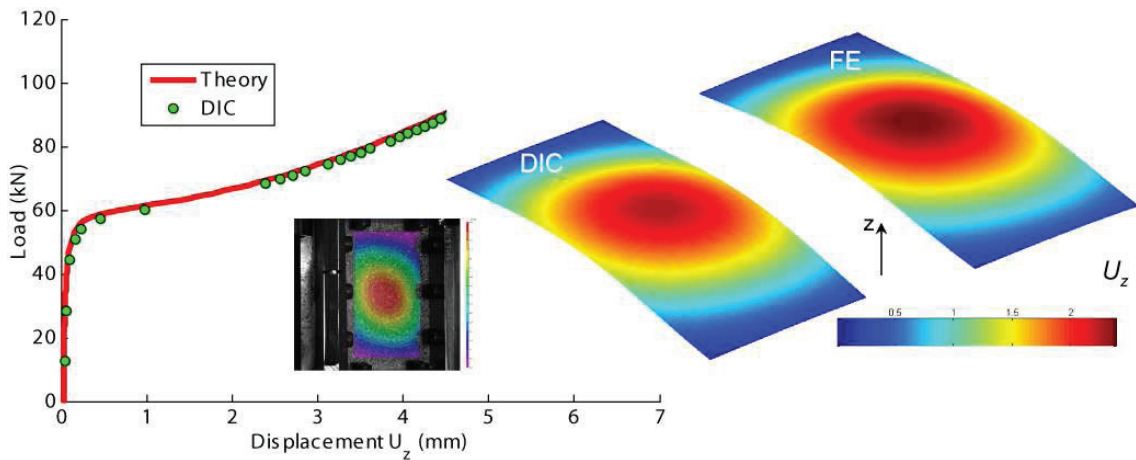 120
100
80
60
40
20
0
Load (kN)
Theory
DIC
0 1 2 3 4 5 6 7
Displacement U_z (mm)
DIC
FE
z
U_z
0.5 1 1.5 2